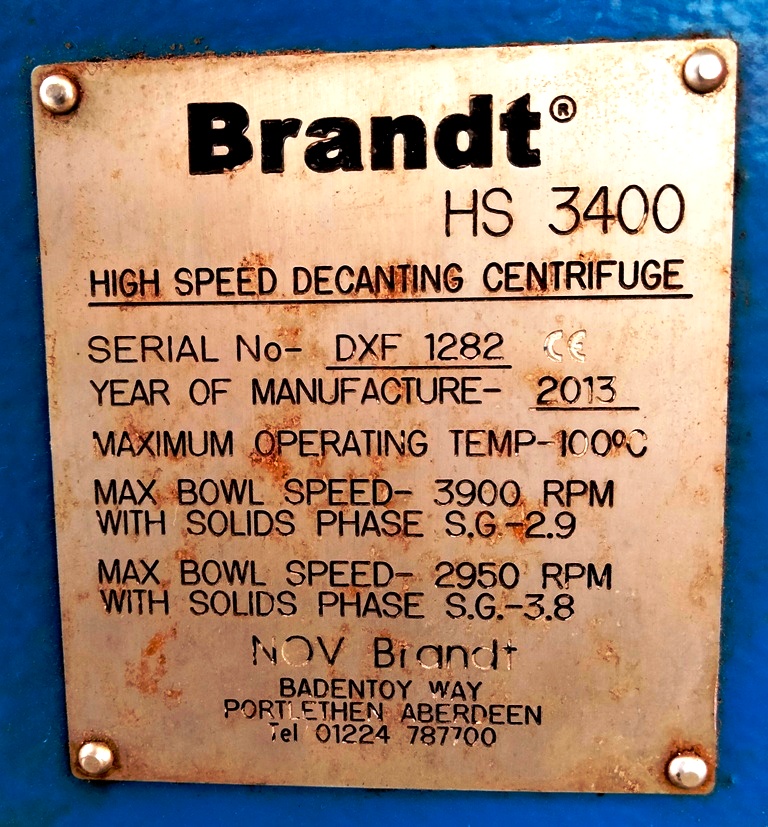 Brandt®
HS 3400
HIGH SPEED DECANTING CENTRIFUGE
SERIAL No- DXF 1282 CE
YEAR OF MANUFACTURE- 2013
MAXIMUM OPERATING TEMP-100ºC
MAX BOWL SPEED- 3900 RPM
WITH SOLIDS PHASE S.G-2.9
MAX BOWL SPEED- 2950 RPM
WITH SOLIDS PHASE S.G.-3.8
NOV Brandt
BADENTOY WAY
PORTLETHEN ABERDEEN
Tel 01224 787700